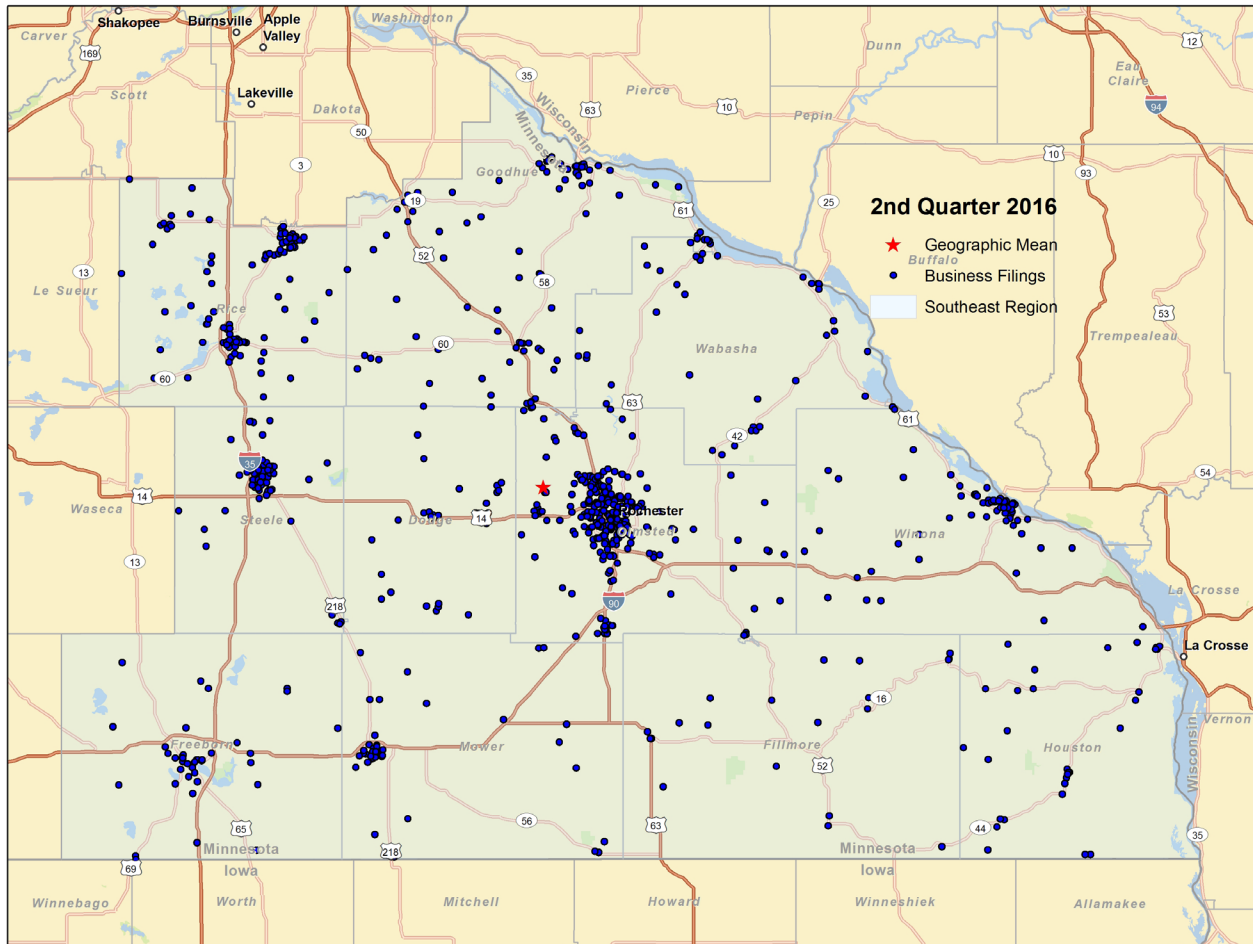 Shakopee
Burnsville
Apple
Valley
Washington
Carver
169
12
Dunn
35
Eau
Claire
Scott
Lakeville
Dakota
Wisconsin
Minnesota
63
Pierce
10
Pepin
94
50
3
Goodhue
10
93
19
61
25
2nd Quarter 2016
Geographic Mean
Buffalo
Business Filings
Southeast Region
13
52
58
Le Sueur
Rice
53
Trempealeau
60
Wabasha
60
63
42
61
35
54
14
Waseca
Steele
Dodge
14
Rochester
Olmsted
Winona
13
218
90
La Crosse
La Crosse
16
Vernon
Freeborn
Mower
Fillmore
Houston
52
Wisconsin
65
56
63
44
35
218
Minnesota
Iowa
Minnesota
Iowa
69
Winnebago
Worth
Mitchell
Howard
Winneshiek
Allamakee